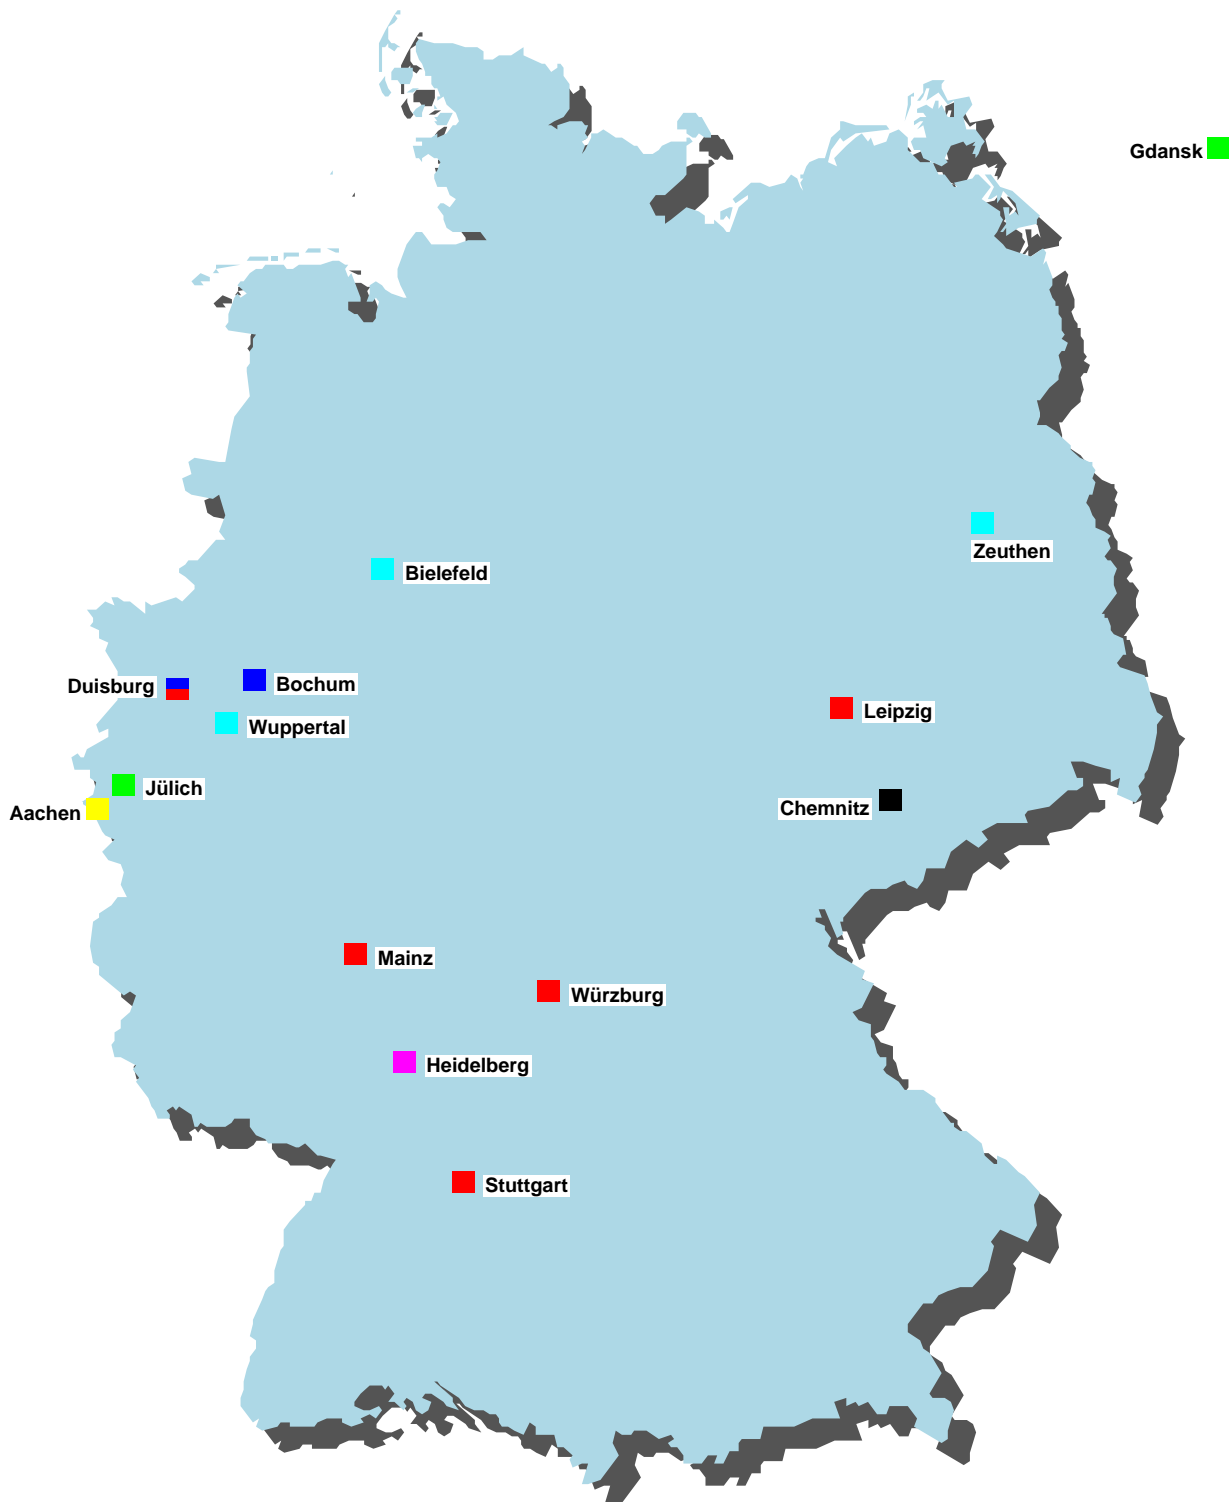 Gdansk
Zeuthen
Bielefeld
Duisburg
Bochum
Leipzig
Wuppertal
Jülich
Chemnitz
Aachen
Mainz
Würzburg
Heidelberg
Stuttgart